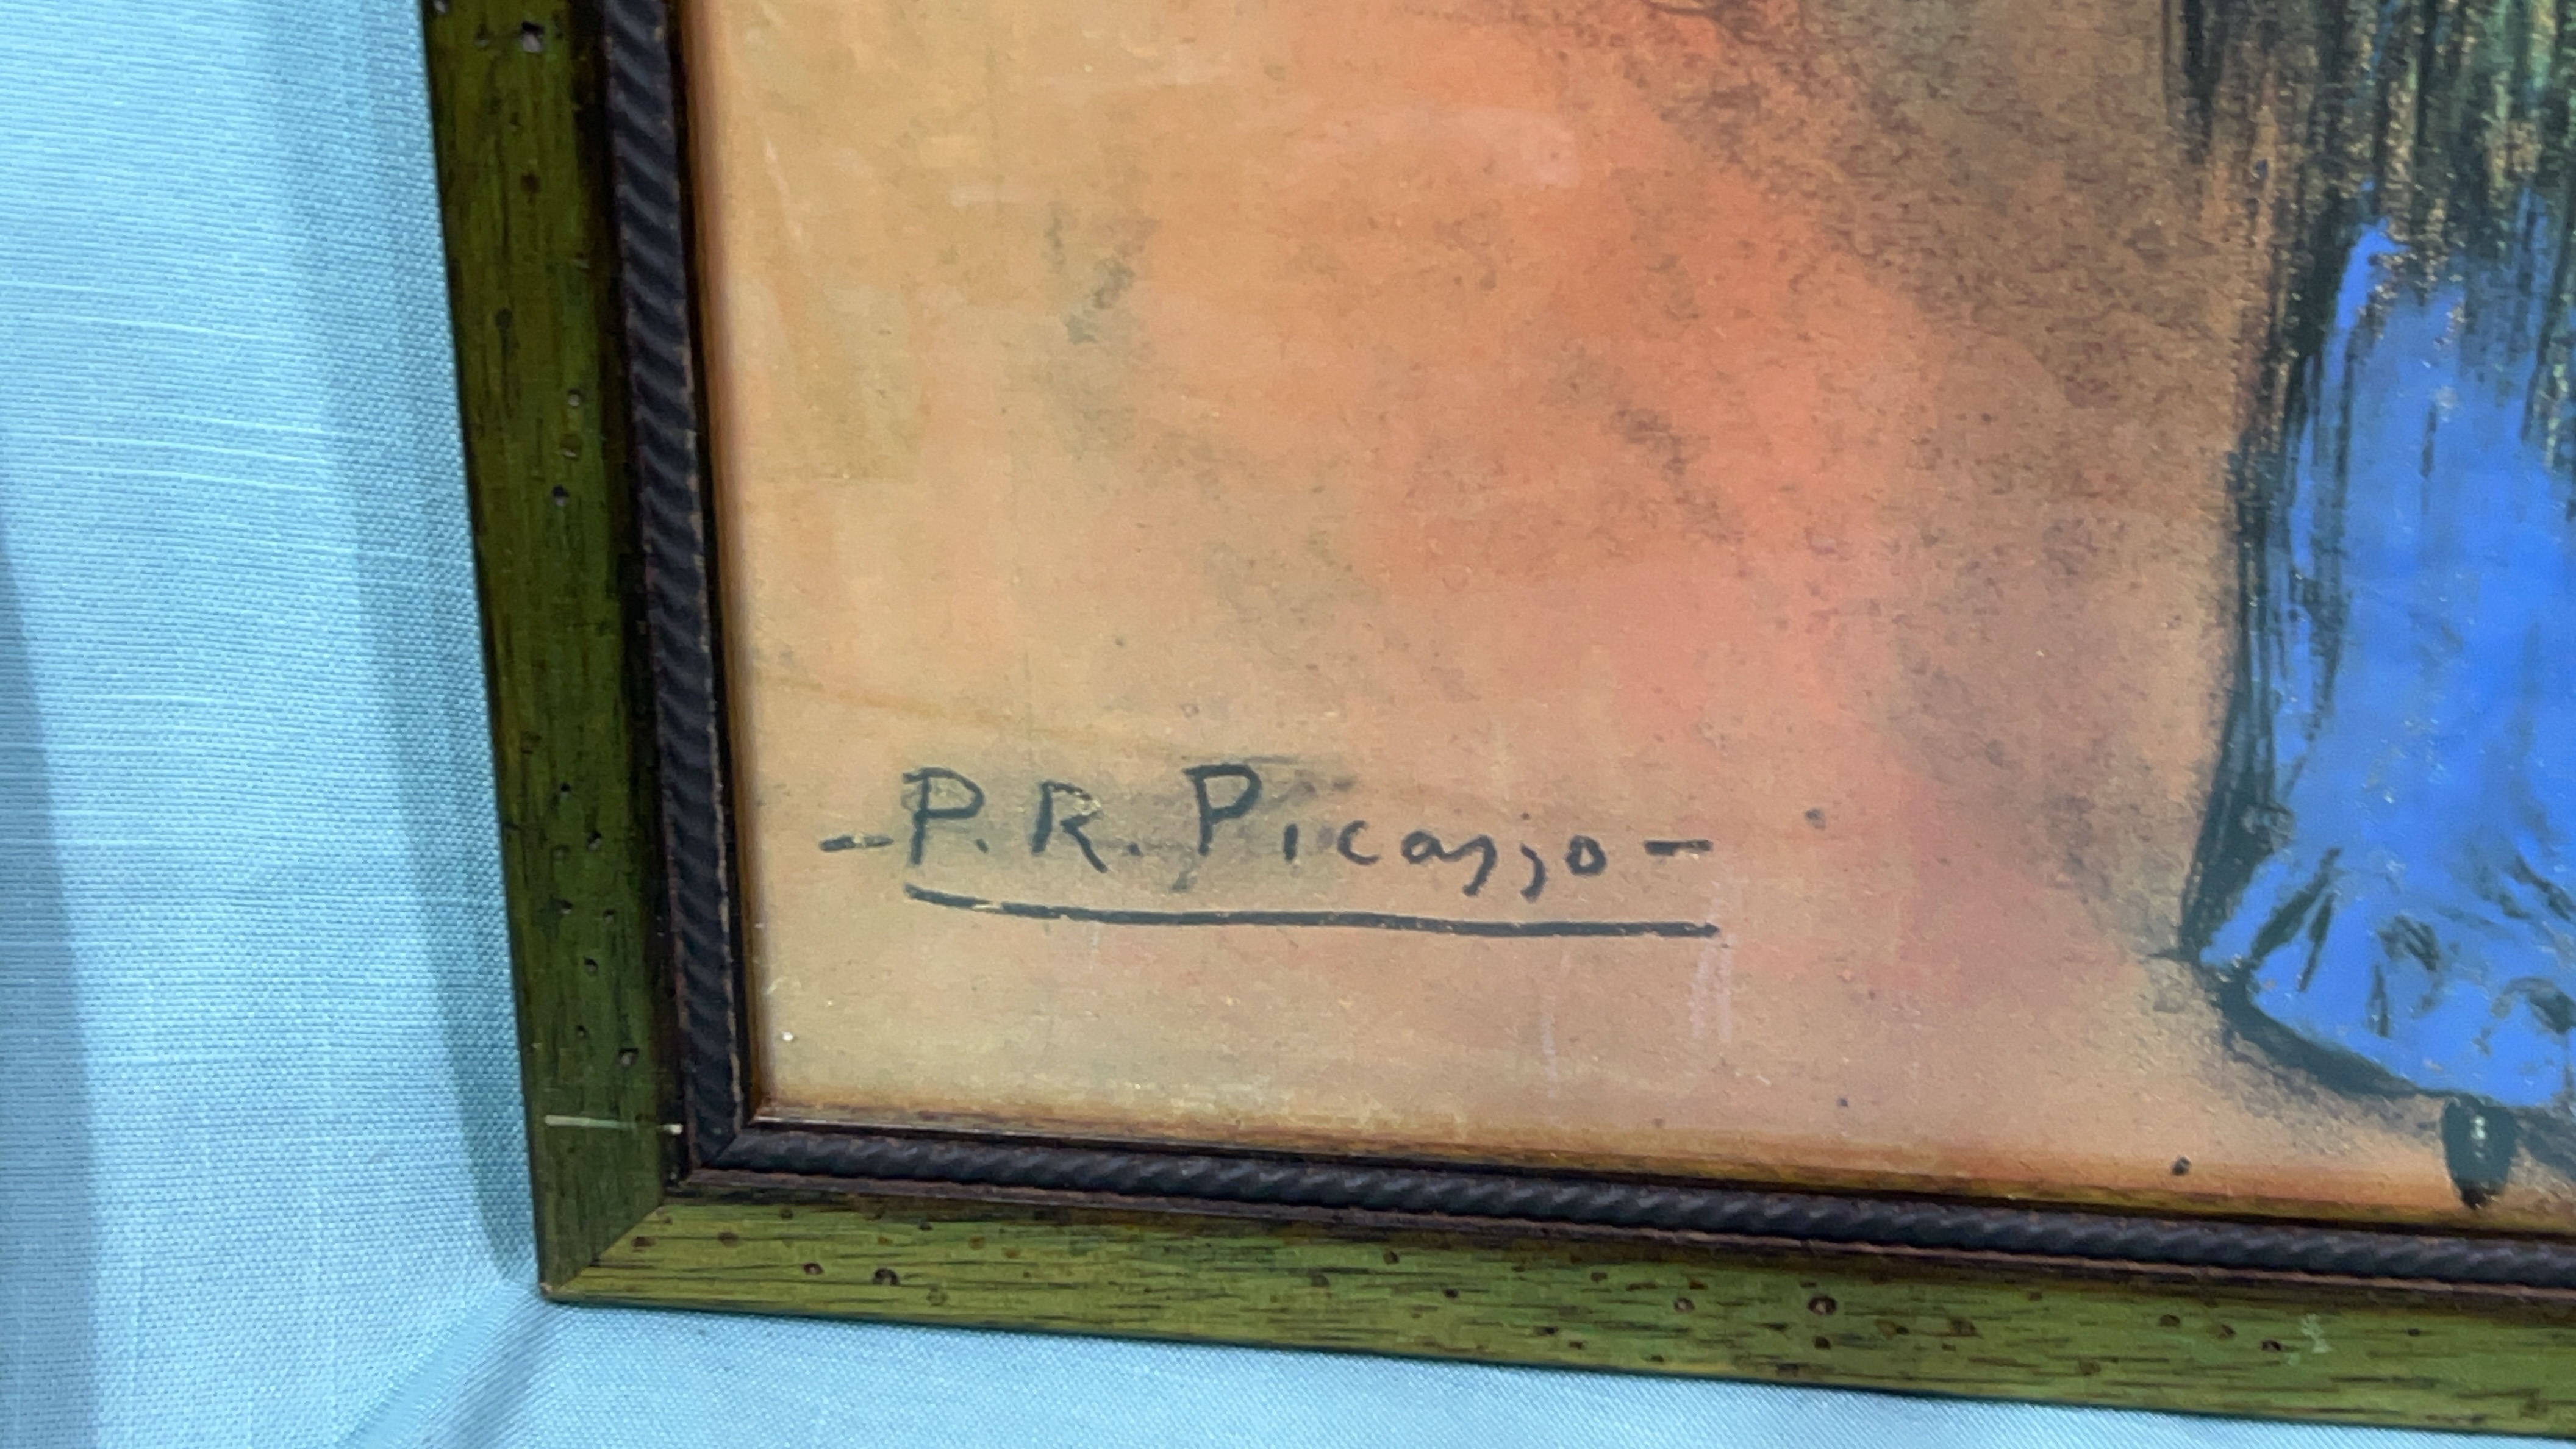 -P. R. Picasso-